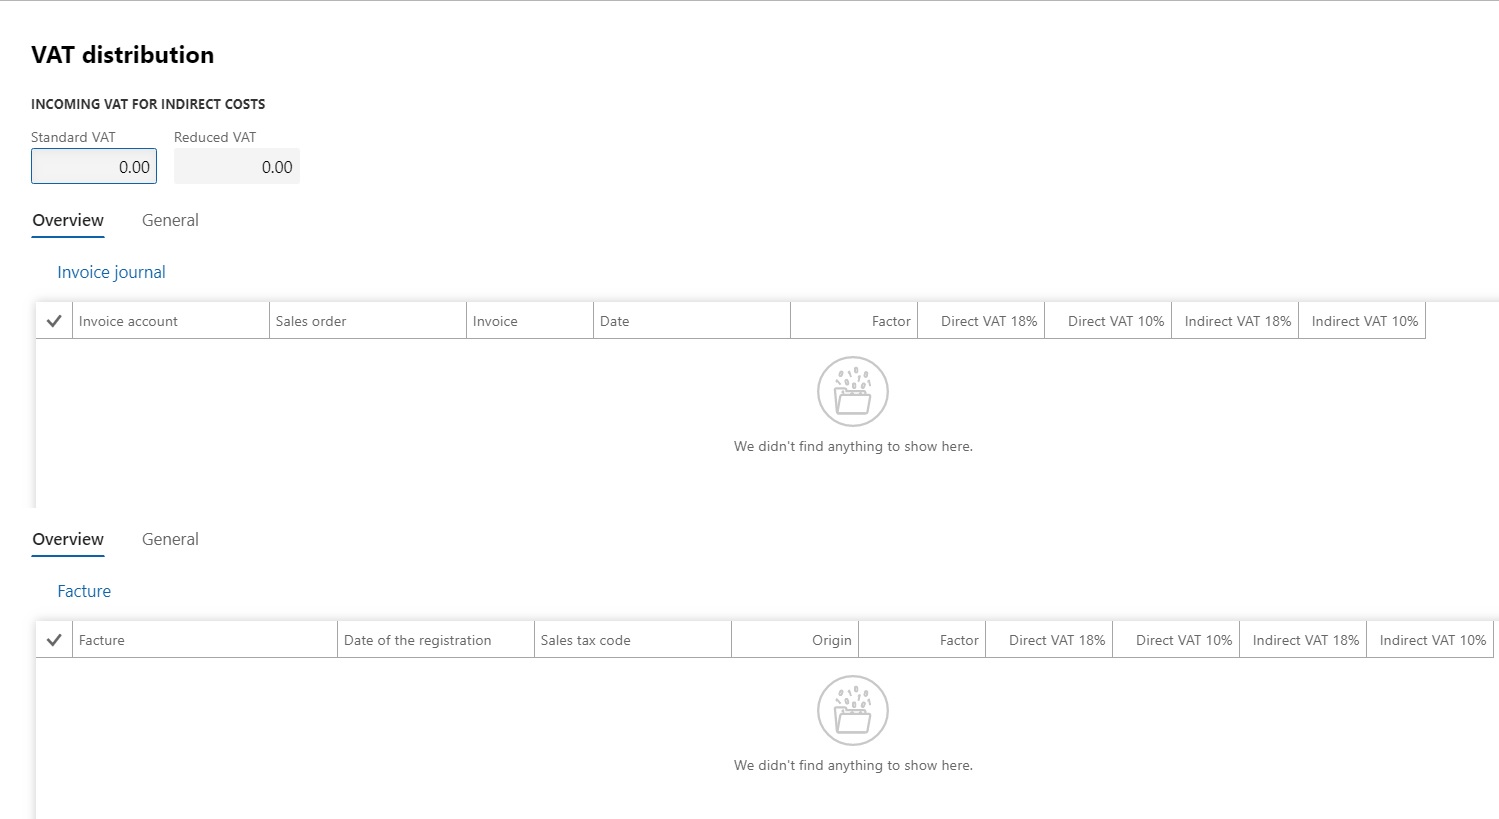 VAT distribution
INCOMING VAT FOR INDIRECT COSTS
Standard VAT Reduced VAT
0.00 0.00
Overview General
Invoice journal
Invoice account Sales order Invoice Date Factor Direct VAT 18% Direct VAT 10% Indirect VAT 18% Indirect VAT 10%
We didn't find anything to show here.
Overview General
Facture
Facture Date of the registration Sales tax code Origin Factor Direct VAT 18% Direct VAT 10% Indirect VAT 18% Indirect VAT 10%
We didn't find anything to show here.